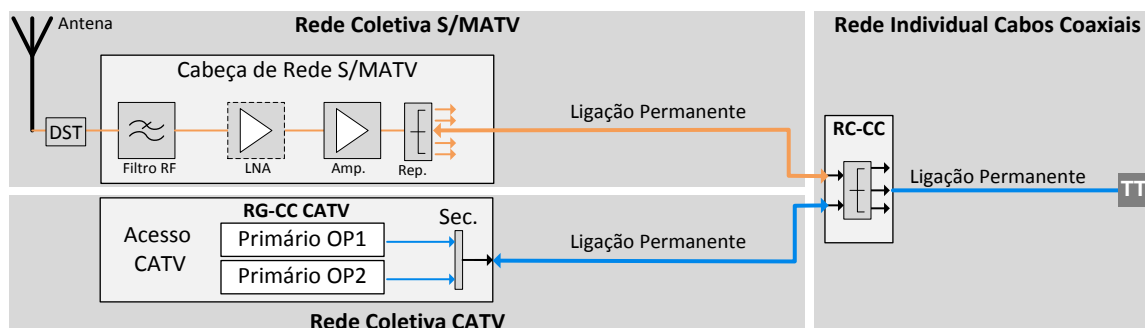 Antena
Rede Coletiva S/MATV
Cabeça de Rede S/MATV
DST
Filtro RF
LNA
Amp.
Rep.
Ligação Permanente
Rede Individual Cabos Coaxiais
RC-CC
Ligação Permanente
TT
RG-CC CATV
Sec.
Acesso
CATV
Primário OP1
Primário OP2
Ligação Permanente
Rede Coletiva CATV